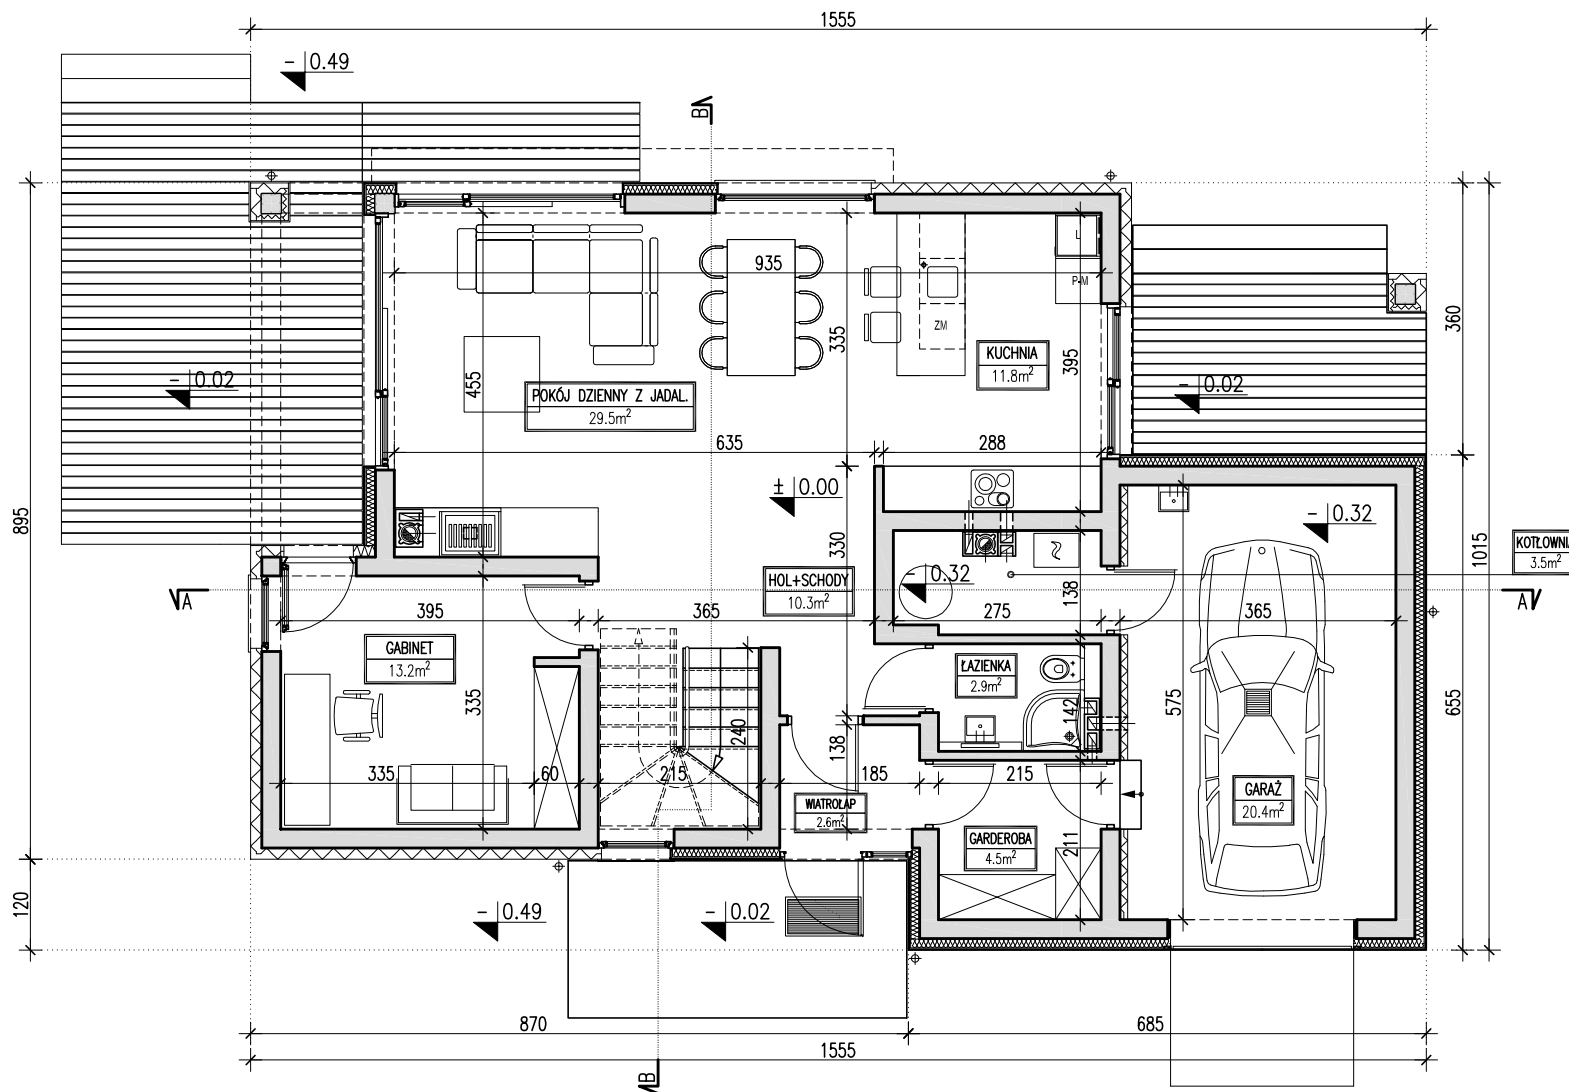 1555
- 0.49
B
895
360
1015
935
L
P-M
ZM
335
395
455
KUCHNIA
11.8m²
- 0.02
- 0.02
POKÓJ DZIENNY Z JADAL.
29.5m²
635
288
± 0.00
- 0.32
330
KOTŁOWNIA
3.5m²
HOL+SCHODY
10.3m²
- 0.32
138
A
A
395
365
275
365
GABINET
13.2m²
ŁAZIENKA
2.9m²
335
575
655
142
240
138
335
60
215
185
215
WIATROŁAP
2.6m²
GARAŻ
20.4m²
GARDEROBA
4.5m²
211
120
- 0.49
- 0.02
870
685
1555
B